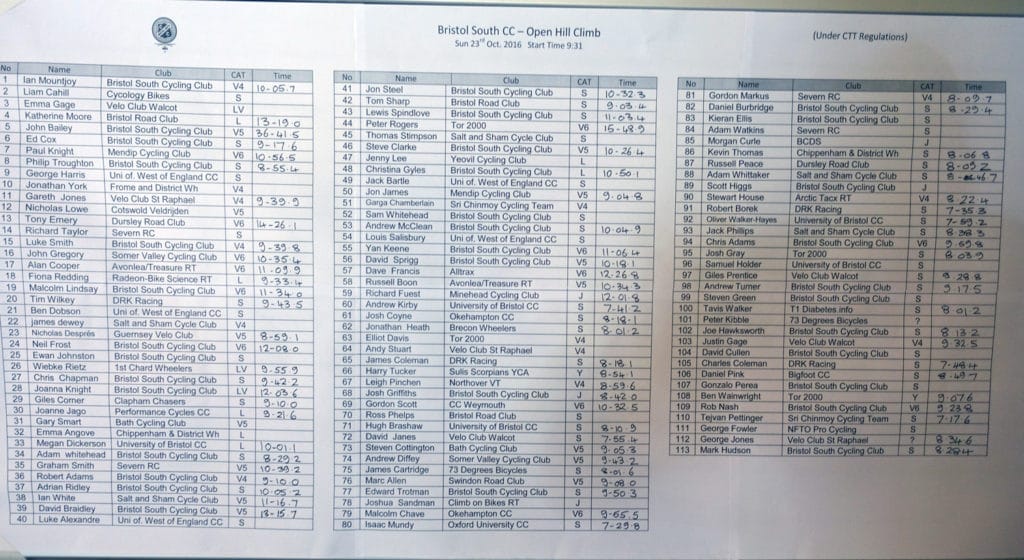 Bristol South CC – Open Hill Climb
Sun 23rd Oct. 2016 Start Time 9:31
(Under CTT Regulations)
No Name Club CAT Time
1 Ian Mountjoy Bristol South Cycling Club V4 10-05.7
2 Liam Cahill Cycology Bikes S
3 Emma Gage Velo Club Walcot LV
4 Katherine Moore Bristol Road Club L 13-19.0
5 John Bailey Bristol South Cycling Club V5 36-41.5
6 Ed Cox Bristol South Cycling Club S 9-17.6
7 Paul Knight Mendip Cycling Club V6 10-56.5
8 Philip Troughton Bristol South Cycling Club S 8-55.4
9 George Harris Uni of. West of England CC S
10 Jonathan York Frome and District Wh V4
11 Gareth Jones Velo Club St Raphael V4 9-39.9
12 Nicholas Lowe Cotswold Veldrijden V5
13 Tony Emery Dursley Road Club V6 14-26.1
14 Richard Taylor Severn RC S
15 Luke Smith Bristol South Cycling Club V4 9-39.8
16 John Gregory Somer Valley Cycling Club V6 10-35.4
17 Alan Cooper Avonlea/Treasure RT V6 11-09.9
18 Fiona Redding Radeon-Bike Science RT L 9-33.4
19 Malcolm Lindsay Bristol South Cycling Club V6 11-34.0
20 Tim Wilkey DRK Racing S 9-43.5
21 Ben Dobson Uni of. West of England CC S
22 james dewey Salt and Sham Cycle Club V4
23 Nicholas Després Guernsey Velo Club V5 8-59.1
24 Neil Frost Bristol South Cycling Club V6 12-08.0
25 Ewan Johnston Bristol South Cycling Club S
26 Wiebke Rietz 1st Chard Wheelers LV 9-55.9
27 Chris Chapman Bristol South Cycling Club S 9-42.2
28 Joanna Knight Bristol South Cycling Club LV 12-09.6
29 Giles Corner Clapham Chasers S 9-10.0
30 Joanne Jago Performance Cycles CC L 9-21.6
31 Gary Smart Bath Cycling Club V5
32 Emma Angove Chippenham & District Wh L
33 Megan Dickerson University of Bristol CC L 10-01.1
34 Adam whitehead Bristol South Cycling Club S 8-29.2
35 Graham Smith Severn RC V5 10-39.2
36 Robert Adams Bristol South Cycling Club V4 9-10.0
37 Adrian Ridley Bristol South Cycling Club S 10-05.2
38 Ian White Salt and Sham Cycle Club V5 11-16.7
39 David Braidley Bristol South Cycling Club V5 13-15.7
40 Luke Alexandre Uni of. West of England CC S
No Name Club CAT Time
41 Jon Steel Bristol South Cycling Club S 10-32.3
42 Tom Sharp Bristol Road Club S 9-03.4
43 Lewis Spindlove Bristol South Cycling Club S 11-03.4
44 Peter Rogers Tor 2000 V6 15-48.9
45 Thomas Stimpson Salt and Sham Cycle Club S
46 Steve Clarke Bristol South Cycling Club V5 10-26.4
47 Jenny Lee Yeovil Cycling Club L
48 Christina Gyles Bristol South Cycling Club L 10-50.1
49 Jack Bartle Uni of. West of England CC S
50 Jon James Mendip Cycling Club V5 9-04.8
51 Garga Chamberlain Sri Chinmoy Cycling Team V4
52 Sam Whitehead Bristol South Cycling Club S
53 Andrew McClean Bristol South Cycling Club S 10-04.9
54 Louis Salisbury Uni of. West of England CC S
55 Yan Keene Bristol South Cycling Club V6 11-06.4
56 David Sprigg Bristol South Cycling Club V5 10-18.1
57 Dave Francis Alltrax V6 12-26.8
58 Russell Boon Avonlea/Treasure RT V5 10-34.3
59 Richard Fuest Minehead Cycling Club J 12-01.8
60 Andrew Kirby University of Bristol CC S 7-41.2
61 Josh Coyne Okehampton CC S 8-18.1
62 Jonathan Heath Brecon Wheelers S 8-01.2
63 Elliot Davis Tor 2000 V4
64 Andy Stuart Velo Club St Raphael V4
65 James Coleman DRK Racing S 8-18.1
66 Harry Tucker Sulis Scorpians YCA Y 8-54.1
67 Leigh Pinchen Northover VT V4 8-59.6
68 Josh Griffiths Bristol South Cycling Club J 8-42.0
69 Gordon Scott CC Weymouth V6 10-32.5
70 Ross Phelps Bristol Road Club S
71 Hugh Brashaw University of Bristol CC S 8-10.9
72 David Janes Velo Club Walcot S 7-55.4
73 Steven Cottington Bath Cycling Club V5 9-05.3
74 Andrew Diffey Somer Valley Cycling Club V5 9-43.2
75 James Cartridge 73 Degrees Bicycles S 8-01.6
76 Marc Allen Swindon Road Club V5 9-08.0
77 Edward Trotman Bristol South Cycling Club S 9-50.3
78 Joshua Sandman Climb on Bikes RT J
79 Malcolm Chave Okehampton CC V6 9-55.5
80 Isaac Mundy Oxford University CC S 7-29.8
No Name Club CAT Time
81 Gordon Markus Severn RC V4 8-09.7
82 Daniel Burbridge Bristol South Cycling Club S 8-29.4
83 Kieran Ellis Bristol South Cycling Club S
84 Adam Watkins Severn RC S
85 Morgan Curle BCDS J
86 Kevin Thomas Chippenham & District Wh S 8-06.8
87 Russell Peace Dursley Road Club S 8-09.2
88 Adam Whittaker Salt and Sham Cycle Club S 8-46.7
89 Scott Higgs Bristol South Cycling Club J
90 Stewart House Arctic Tacx RT V4 8 22.4
91 Robert Borek DRK Racing S 7-35.3
92 Oliver Walker-Hayes University of Bristol CC S 7-59.2
93 Jack Phillips Salt and Sham Cycle Club S 8-38.3
94 Chris Adams Bristol South Cycling Club V6 9-59.8
95 Josh Gray Tor 2000 S 8 03.9
96 Samuel Holder University of Bristol CC S
97 Giles Prentice Velo Club Walcot S 9 28.8
98 Andrew Turner Bristol South Cycling Club S 9 17.5
99 Steven Green Bristol South Cycling Club S
100 Tavis Walker T1 Diabetes.info S 8 01.2
101 Peter Kibble 73 Degrees Bicycles ?
102 Joe Hawksworth Bristol South Cycling Club S 8 13.2
103 Justin Gage Velo Club Walcot V4 9 32.5
104 David Cullen Bristol South Cycling Club S
105 Charles Coleman DRK Racing S 7-48.4
106 Daniel Pink Bigfoot CC S 8-49.7
107 Gonzalo Perea Bristol South Cycling Club S
108 Ben Wainwright Tor 2000 Y 9-07.6
109 Rob Nash Bristol South Cycling Club V6 9 23.8
110 Tejvan Pettinger Sri Chinmoy Cycling Team S 7-17.6
111 George Fowler NFTO Pro Cycling S
112 George Jones Velo Club St Raphael ? 8 34.6
113 Mark Hudson Bristol South Cycling Club S 8 28.4